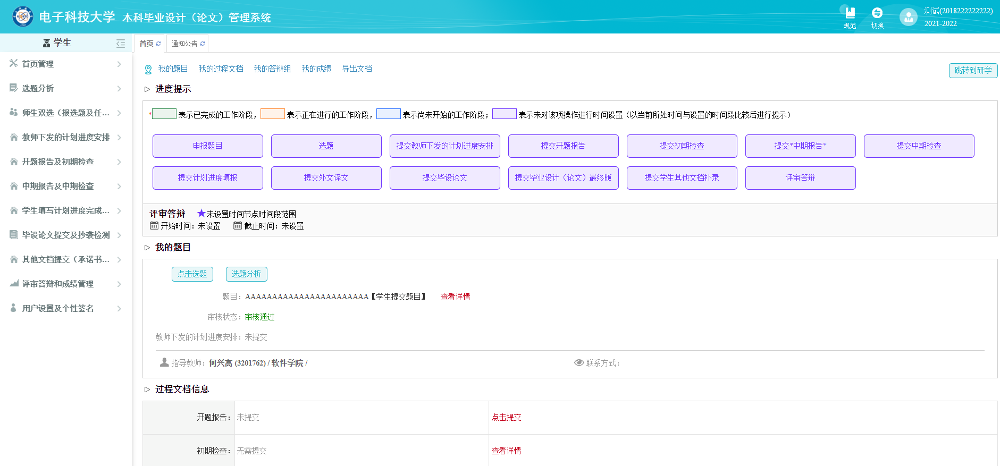 电子科技大学 本科毕业设计（论文）管理系统
规范
切换
测试(2018222222222)
2021-2022
学生
首页
通知公告
首页管理
选题分析
师生双选（报选题及任...
教师下发的计划进度安排
开题报告及初期检查
中期报告及中期检查
学生填写计划进度完成...
毕设论文提交及抄袭检测
其他文档提交（承诺书...
评审答辩和成绩管理
用户设置及个性签名
我的题目 我的过程文档 我的答辩组 我的成绩 导出文档
跳转到研学
进度提示
* 表示已完成的工作阶段， 表示正在进行的工作阶段， 表示尚未开始的工作阶段； 表示未对该项操作进行时间设置（以当前所处时间与设置的时间段比较后进行提示）
申报题目 选题 提交教师下发的计划进度安排 提交开题报告 提交初期检查 提交*中期报告* 提交中期检查
提交计划进度填报 提交外文译文 提交毕设论文 提交毕业设计（论文）最终版 提交学生其他文档补录 评审答辩
评审答辩 ★未设置时间节点时间段范围
开始时间：未设置 截止时间：未设置
我的题目
点击选题 选题分析
题目：AAAAAAAAAAAAAAAAAAAAAAA【学生提交题目】 查看详情
审核状态：审核通过
教师下发的计划进度安排：未提交
指导教师：何兴高 (3201762) / 软件学院 / 联系方式：
过程文档信息
开题报告： 未提交 点击提交
初期检查： 无需提交 查看详情